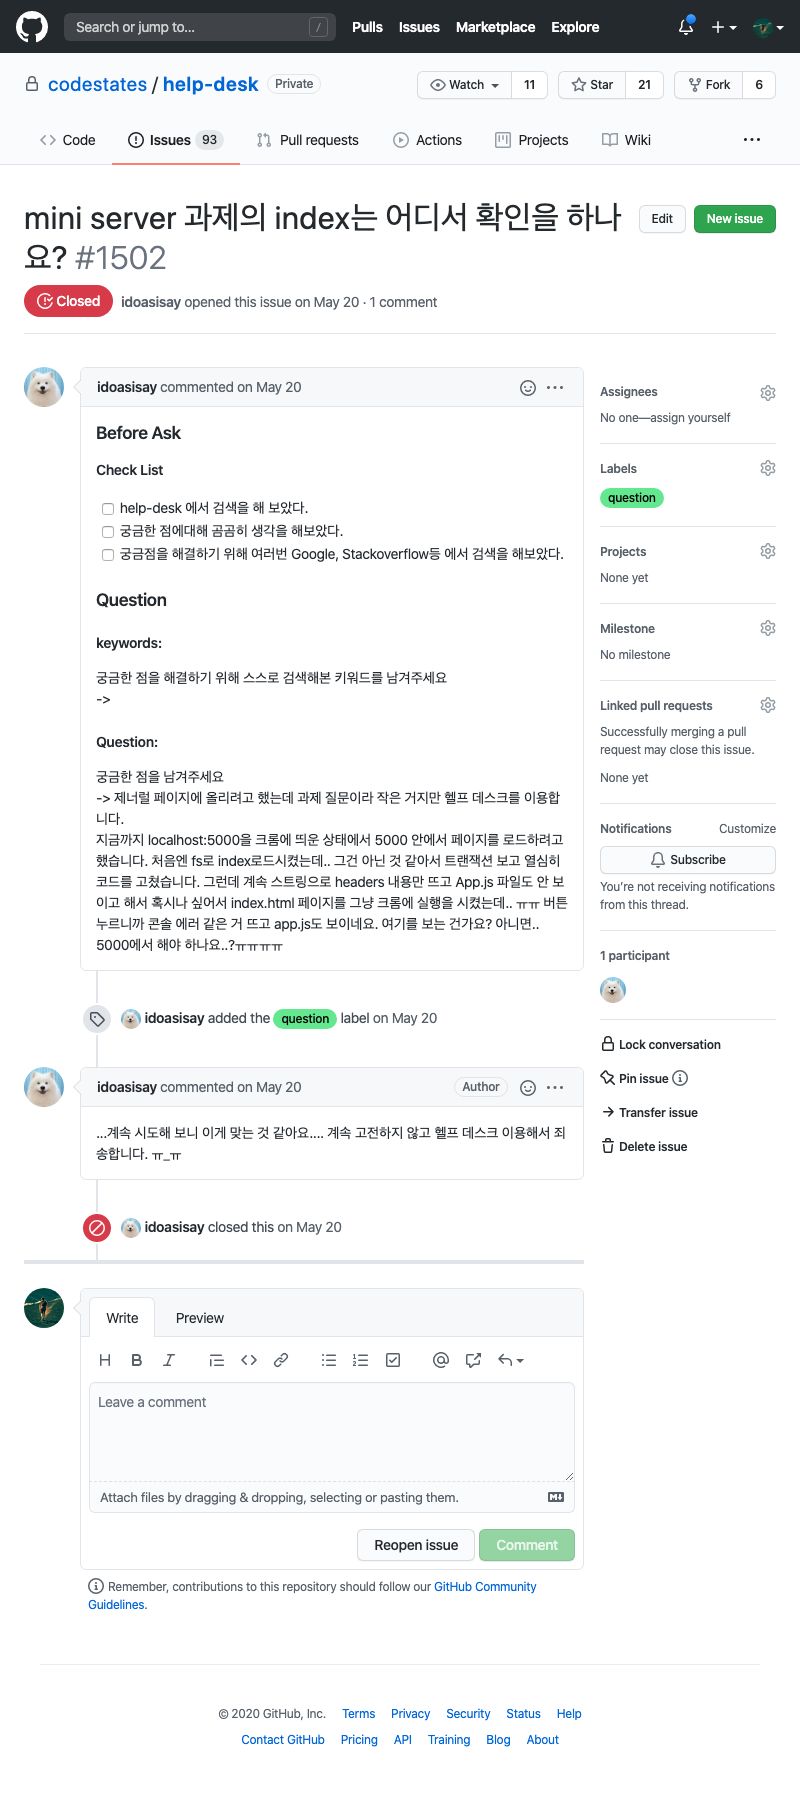 Search or jump to... /
Pulls Issues Marketplace Explore
codestates / help-desk Private
Watch 11 Star 21 Fork 6
Code Issues 93 Pull requests Actions Projects Wiki ...
mini server 과제의 index는 어디서 확인을 하나
요? #1502
Edit New issue
Closed idoasisay opened this issue on May 20 · 1 comment
idoasisay commented on May 20
Before Ask
Check List
help-desk 에서 검색을 해 보았다.
궁금한 점에대해 곰곰히 생각을 해보았다.
궁금점을 해결하기 위해 여러번 Google, Stackoverflow등 에서 검색을 해보았다.
Question
keywords:
궁금한 점을 해결하기 위해 스스로 검색해본 키워드를 남겨주세요
->
Question:
궁금한 점을 남겨주세요
-> 제너럴 페이지에 올리려고 했는데 과제 질문이라 작은 거지만 헬프 데스크를 이용합
니다.
지금까지 localhost:5000을 크롬에 띄운 상태에서 5000 안에서 페이지를 로드하려고
했습니다. 처음엔 fs로 index로드시켰는데.. 그건 아닌 것 같아서 트랜잭션 보고 열심히
코드를 고쳤습니다. 그런데 계속 스트링으로 headers 내용만 뜨고 App.js 파일도 안 보
이고 해서 혹시나 싶어서 index.html 페이지를 그냥 크롬에 실행을 시켰는데.. ㅠㅠ 버튼
누르니까 콘솔 에러 같은 거 뜨고 app.js도 보이네요. 여기를 보는 건가요? 아니면..
5000에서 해야 하나요..?ㅠㅠㅠㅠ
idoasisay added the question label on May 20
idoasisay commented on May 20 Author
...계속 시도해 보니 이게 맞는 것 같아요.... 계속 고전하지 않고 헬프 데스크 이용해서 죄
송합니다. ㅠ_ㅠ
idoasisay closed this on May 20
Write Preview
Leave a comment
Attach files by dragging & dropping, selecting or pasting them.
Reopen issue Comment
Remember, contributions to this repository should follow our GitHub Community
Guidelines.
Assignees
No one—assign yourself
Labels
question
Projects
None yet
Milestone
No milestone
Linked pull requests
Successfully merging a pull
request may close this issue.
None yet
Notifications Customize
Subscribe
You're not receiving notifications
from this thread.
1 participant
Lock conversation
Pin issue
Transfer issue
Delete issue
© 2020 GitHub, Inc. Terms Privacy Security Status Help
Contact GitHub Pricing API Training Blog About